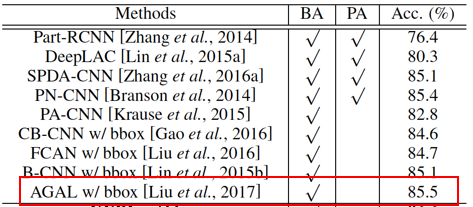 Methods BA PA Acc. (%)
Part-RCNN [Zhang et al., 2014] √ √ 76.4
DeepLAC [Lin et al., 2015a] √ √ 80.3
SPDA-CNN [Zhang et al., 2016a] √ √ 85.1
PN-CNN [Branson et al., 2014] √ √ 85.4
PA-CNN [Krause et al., 2015] √ 82.8
CB-CNN w/ bbox [Gao et al., 2016] √ 84.6
FCAN w/ bbox [Liu et al., 2016] √ 84.7
B-CNN w/ bbox [Lin et al., 2015b] √ 85.1
AGAL w/ bbox [Liu et al., 2017] √ 85.5